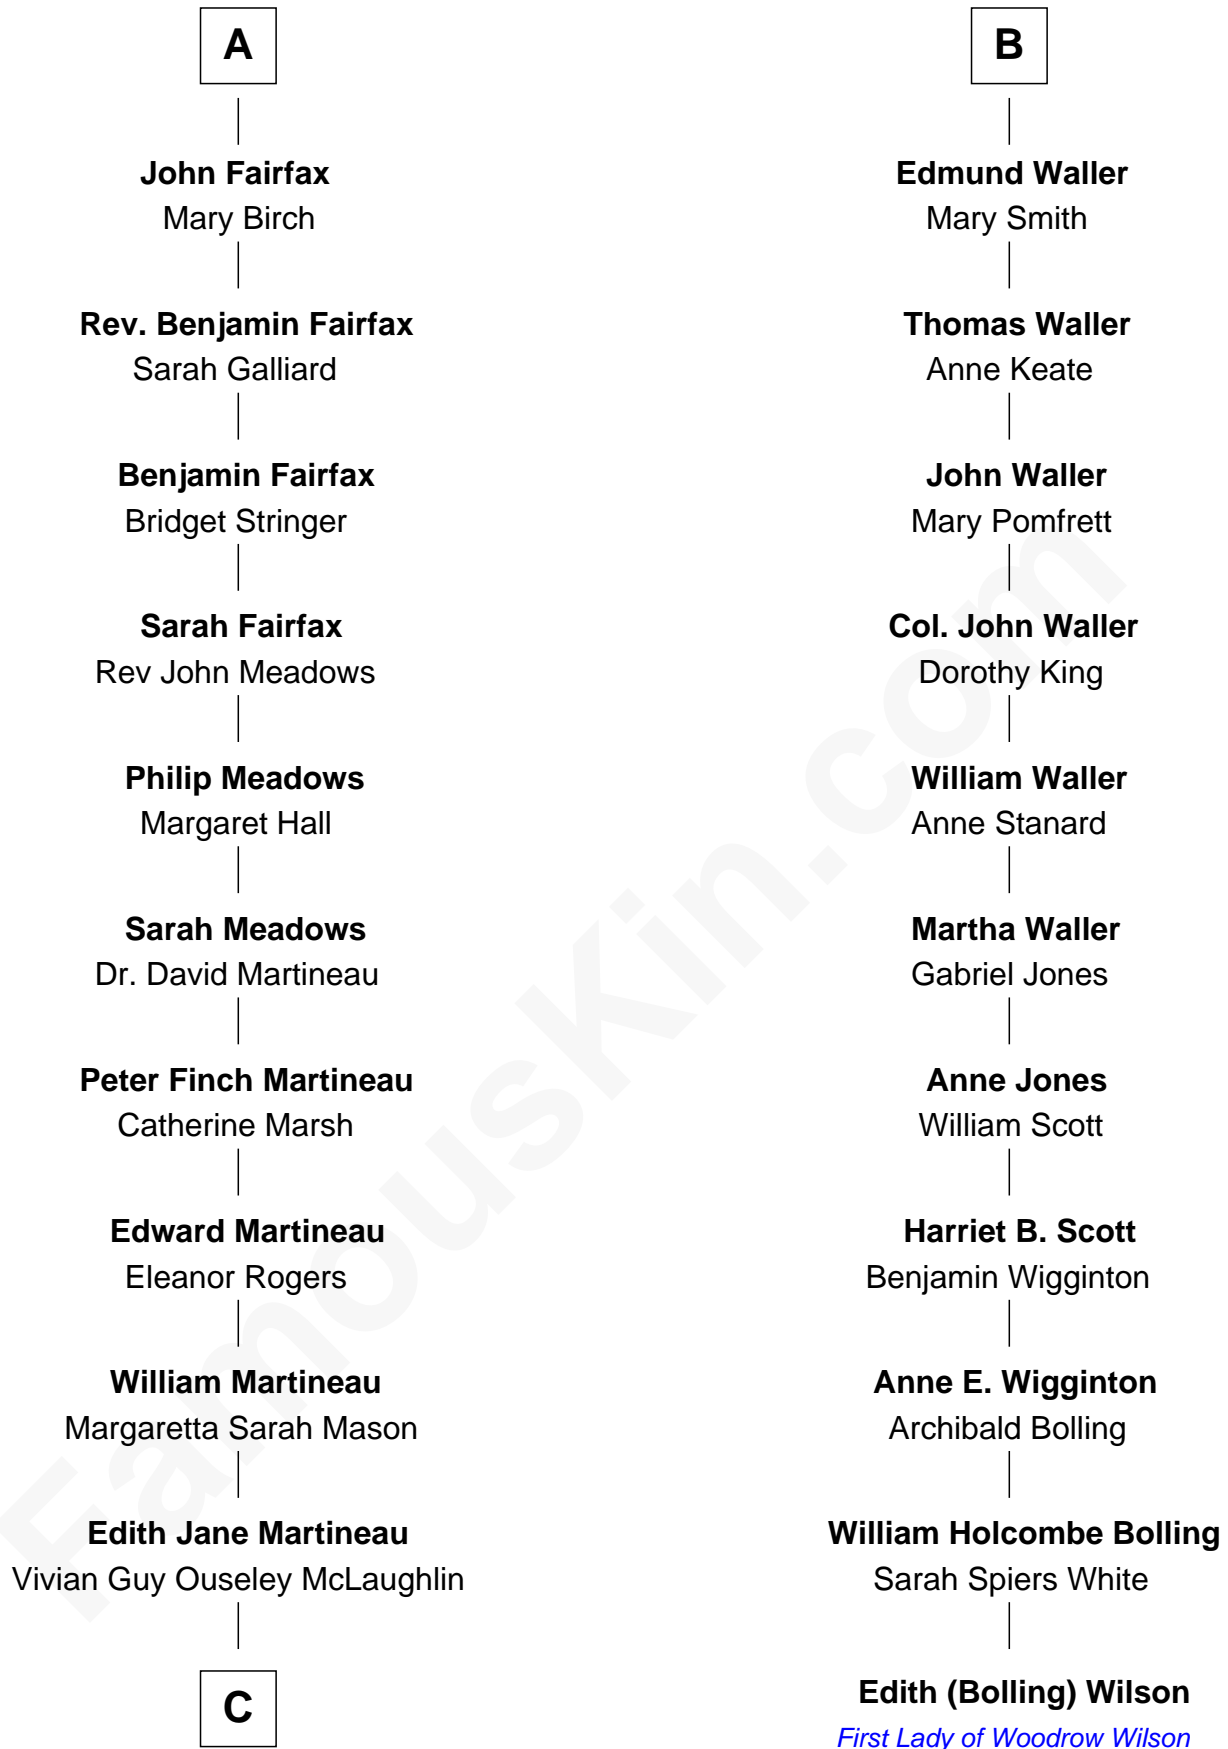 A
John Fairfax
Mary Birch
Rev. Benjamin Fairfax
Sarah Galliard
Benjamin Fairfax
Bridget Stringer
Sarah Fairfax
Rev John Meadows
Philip Meadows
Margaret Hall
Sarah Meadows
Dr. David Martineau
Peter Finch Martineau
Catherine Marsh
Edward Martineau
Eleanor Rogers
William Martineau
Margaretta Sarah Mason
Edith Jane Martineau
Vivian Guy Ouseley McLaughlin
C
B
Edmund Waller
Mary Smith
Thomas Waller
Anne Keate
John Waller
Mary Pomfrett
Col. John Waller
Dorothy King
William Waller
Anne Stanard
Martha Waller
Gabriel Jones
Anne Jones
William Scott
Harriet B. Scott
Benjamin Wigginton
Anne E. Wigginton
Archibald Bolling
William Holcombe Bolling
Sarah Spiers White
Edith (Bolling) Wilson
First Lady of Woodrow Wilson
FamousKin.com